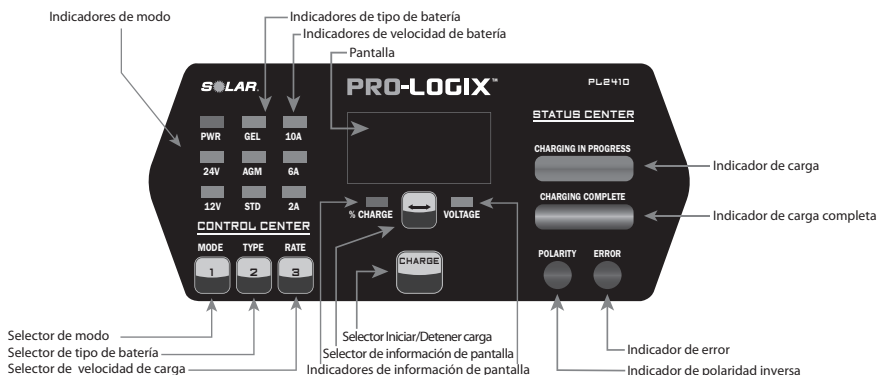 Indicadores de modo
Indicadores de tipo de batería
Indicadores de velocidad de batería
Pantalla
SOLAR.
PRO-LOGIX™
PL2410
STATUS CENTER
PWR GEL 10A
CHARGING IN PROGRESS
Indicador de carga
24V AGM 6A
CHARGING COMPLETE
12V STD 2A
% CHARGE VOLTAGE
Indicador de carga completa
CONTROL CENTER
MODE TYPE RATE
1 2 3
CHARGE
POLARITY ERROR
Selector de modo
Selector de tipo de batería
Selector de velocidad de carga
Selector Iniciar/Detener carga
Selector de información de pantalla
Indicadores de información de pantalla
Indicador de error
Indicador de polaridad inversa